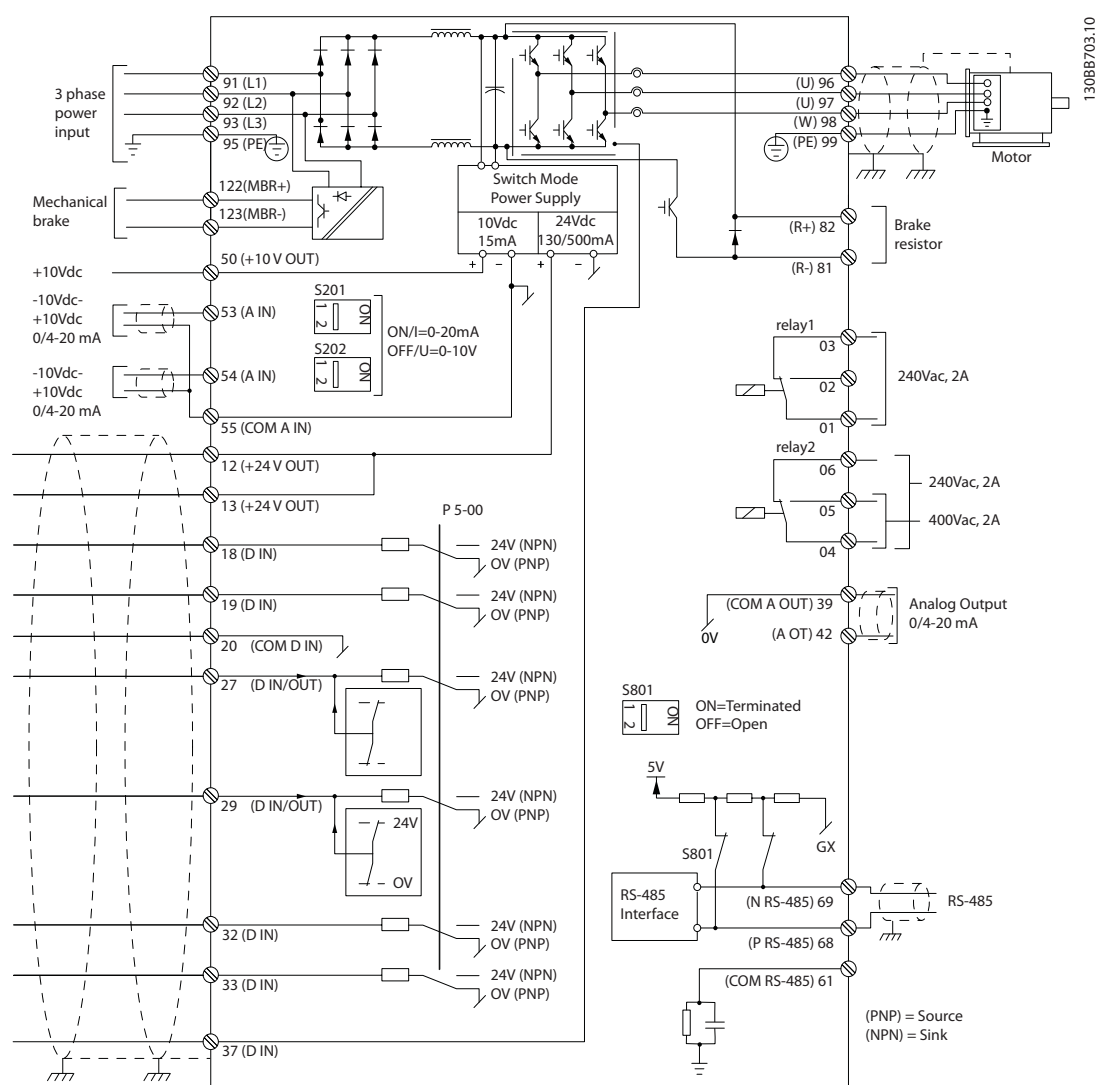 130BB703.10
3 phase
power
input
91 (L1)
92 (L2)
93 (L3)
95 (PE)
(U) 96
(U) 97
(W) 98
(PE) 99
Motor
Mechanical
brake
122(MBR+)
123(MBR-)
Switch Mode
Power Supply
10Vdc
15mA
24Vdc
130/500mA
+ - + -
(R+) 82
(R-) 81
Brake
resistor
+10Vdc
50 (+10 V OUT)
-10Vdc-
+10Vdc
0/4-20 mA
53 (A IN)
S201
1
2
ON
S202
1
2
ON
ON/I=0-20mA
OFF/U=0-10V
-10Vdc-
+10Vdc
0/4-20 mA
54 (A IN)
55 (COM A IN)
relay1
03
02
01
240Vac, 2A
relay2
06
05
04
240Vac, 2A
400Vac, 2A
12 (+24 V OUT)
13 (+24 V OUT)
P 5-00
18 (D IN)
24V (NPN)
OV (PNP)
19 (D IN)
24V (NPN)
OV (PNP)
20 (COM D IN)
27 (D IN/OUT)
24V (NPN)
OV (PNP)
29 (D IN/OUT)
24V (NPN)
OV (PNP)
24V
OV
32 (D IN)
24V (NPN)
OV (PNP)
33 (D IN)
24V (NPN)
OV (PNP)
37 (D IN)
(COM A OUT) 39
0V
(A OT) 42
Analog Output
0/4-20 mA
S801
1
2
ON
ON=Terminated
OFF=Open
5V
GX
S801
RS-485
Interface
(N RS-485) 69
RS-485
(P RS-485) 68
(COM RS-485) 61
(PNP) = Source
(NPN) = Sink